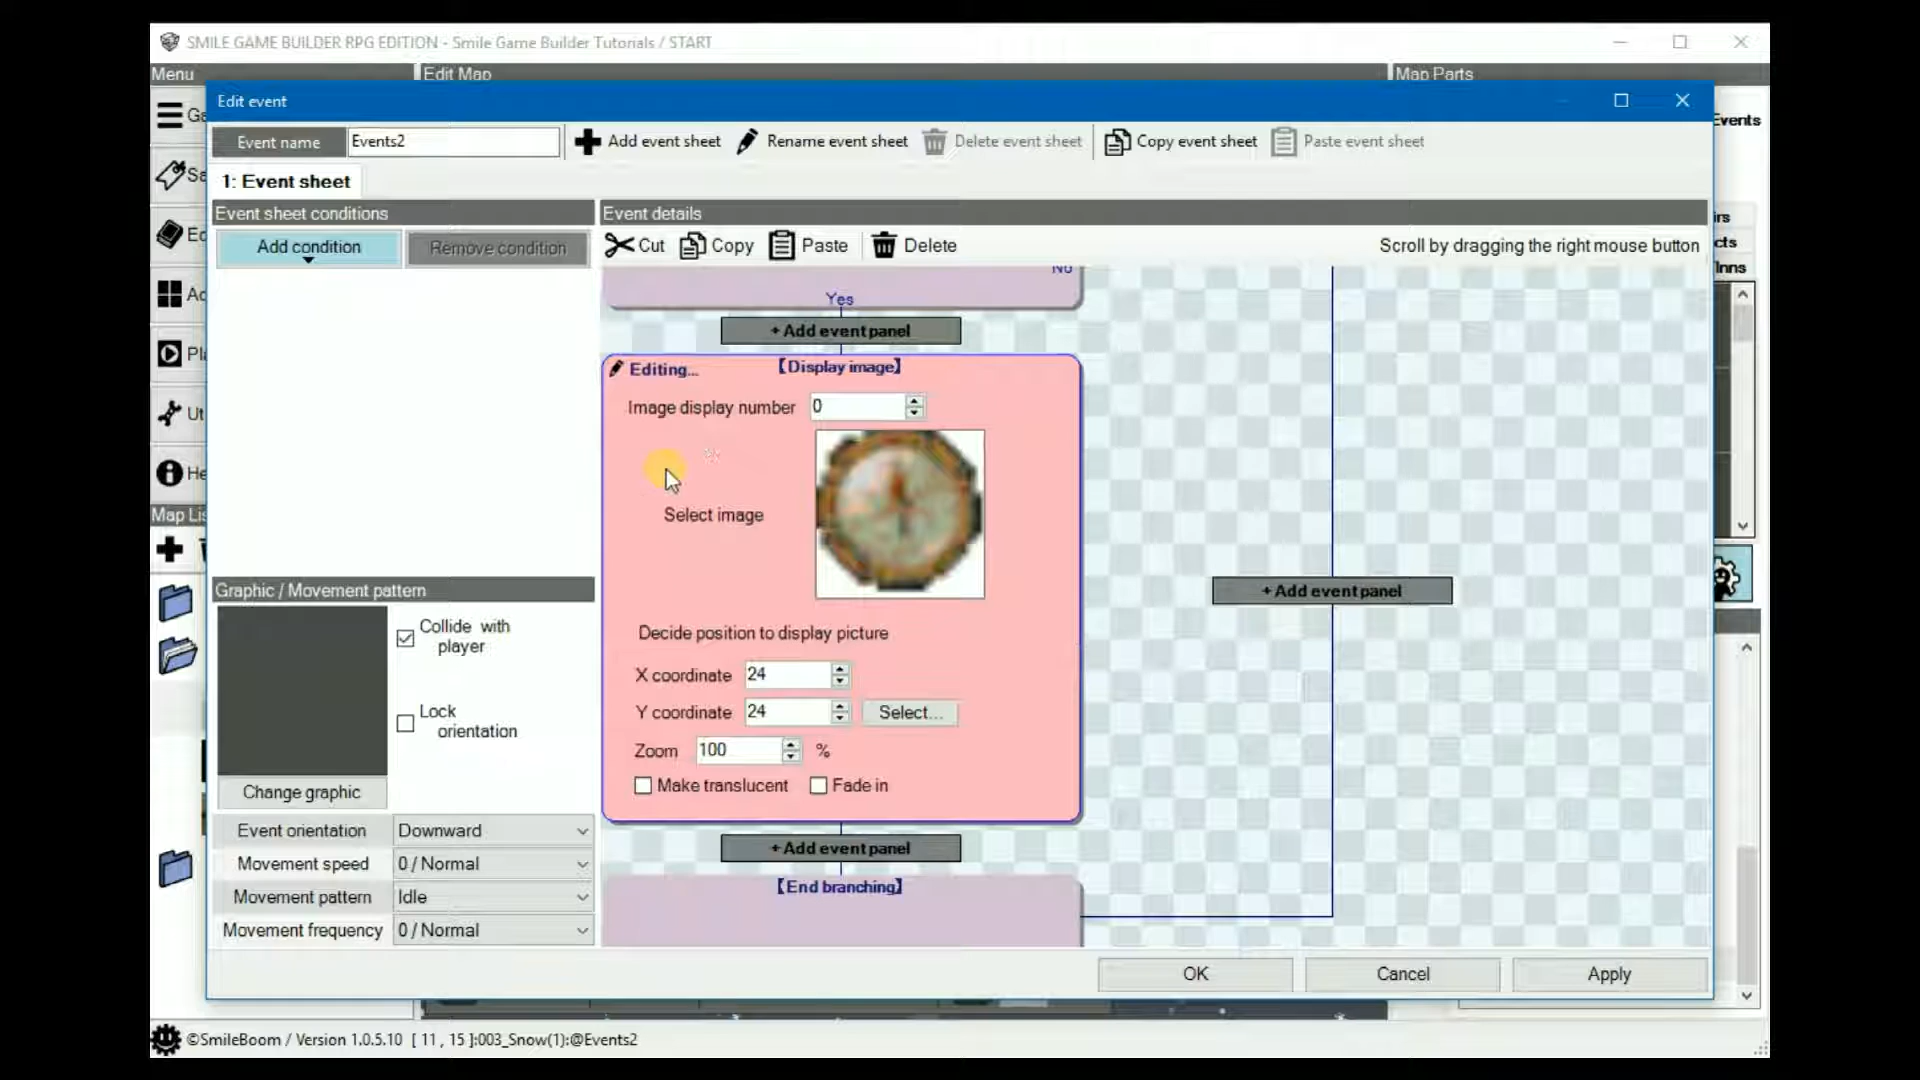 SMILE GAME BUILDER RPG EDITION - Smile Game Builder Tutorials / START
Menu
Edit Map
Map Parts
Edit event
Event name
Events2
Add event sheet
Rename event sheet
Delete event sheet
Copy event sheet
Paste event sheet
1: Event sheet
Event sheet conditions
Add condition
Remove condition
Event details
Cut
Copy
Paste
Delete
Scroll by dragging the right mouse button
No
Yes
+ Add event panel
Editing...
【Display image】
Image display number
0
Select image
Decide position to display picture
X coordinate
24
Y coordinate
24
Select...
Zoom
100
%
Make translucent
Fade in
+ Add event panel
【End branching】
+ Add event panel
Graphic / Movement pattern
Collide with
player
Lock
orientation
Change graphic
Event orientation
Downward
Movement speed
0 / Normal
Movement pattern
Idle
Movement frequency
0 / Normal
OK
Cancel
Apply
Events
Inns
©SmileBoom / Version 1.0.5.10 [ 11 , 15 ]:003_Snow(1):@Events2